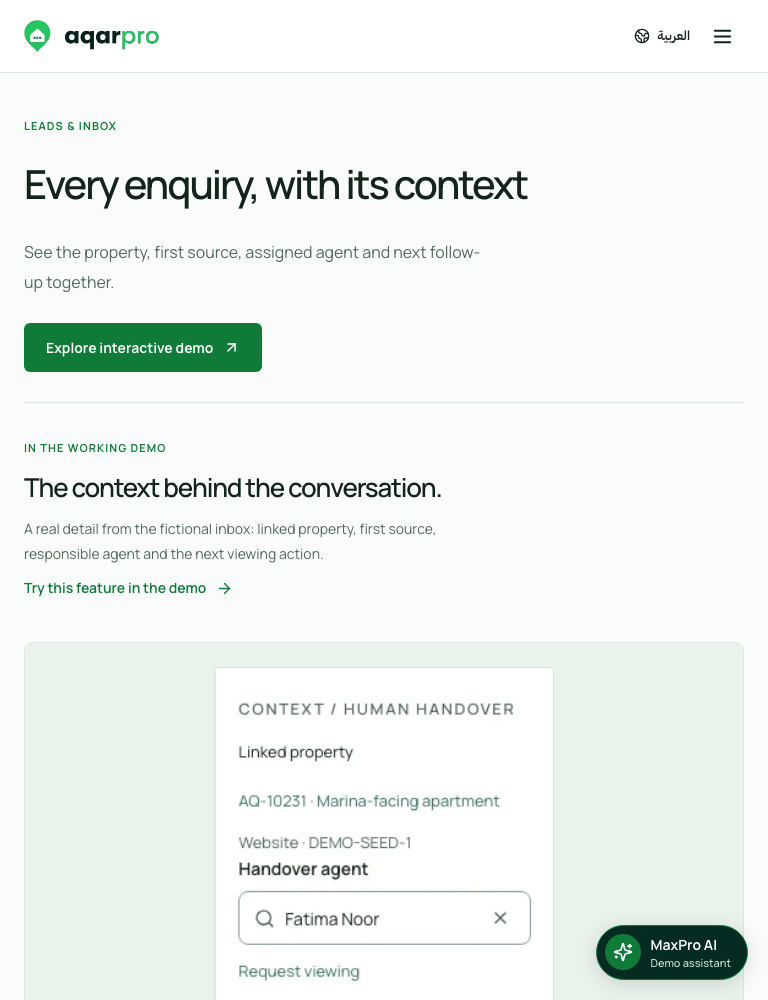 aqarpro
العربية
LEADS & INBOX
Every enquiry, with its context
See the property, first source, assigned agent and next follow-
up together.
Explore interactive demo
IN THE WORKING DEMO
The context behind the conversation.
A real detail from the fictional inbox: linked property, first source,
responsible agent and the next viewing action.
Try this feature in the demo
CONTEXT / HUMAN HANDOVER
Linked property
AQ-10231 · Marina-facing apartment
Website · DEMO-SEED-1
Handover agent
Fatima Noor
Request viewing
MaxPro AI
Demo assistant